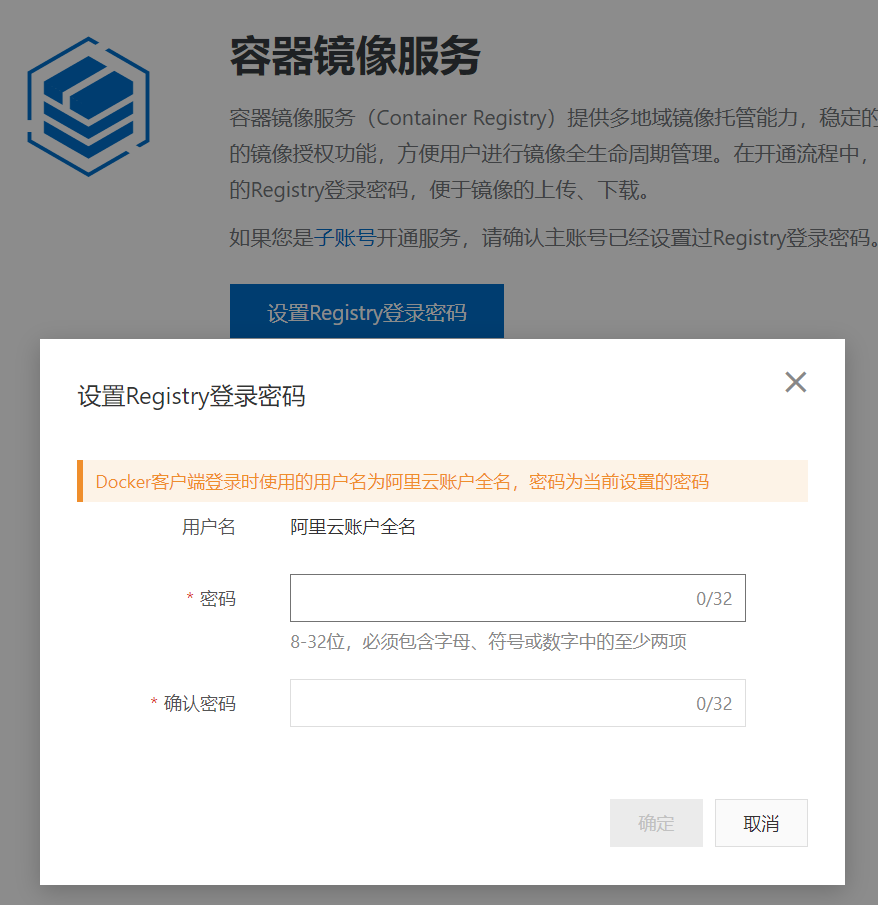 容器镜像服务
容器镜像服务（Container Registry）提供多地域镜像托管能力，稳定的
的镜像授权功能，方便用户进行镜像全生命周期管理。在开通流程中，
的Registry登录密码，便于镜像的上传、下载。
如果您是子账号开通服务，请确认主账号已经设置过Registry登录密码。
设置Registry登录密码
设置Registry登录密码
Docker客户端登录时使用的用户名为阿里云账户全名，密码为当前设置的密码
用户名 阿里云账户全名
* 密码 0/32
8-32位，必须包含字母、符号或数字中的至少两项
* 确认密码 0/32
确定 取消